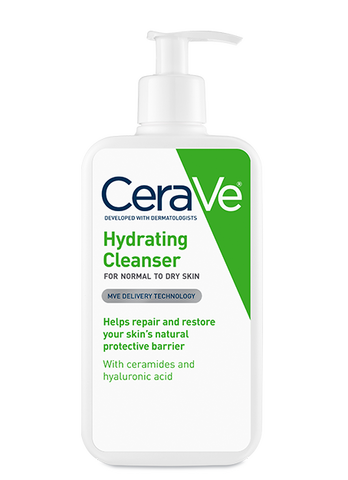 CeraVe®
DEVELOPED WITH DERMATOLOGISTS
Hydrating
Cleanser
FOR NORMAL TO DRY SKIN
MVE DELIVERY TECHNOLOGY
Helps repair and restore
your skin's natural
protective barrier
With ceramides and
hyaluronic acid